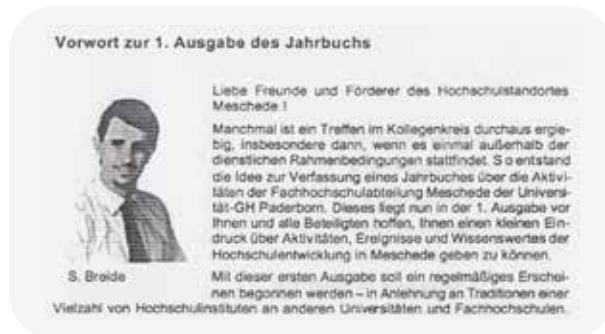 Vorwort zur 1. Ausgabe des Jahrbuchs
Liebe Freunde und Förderer des Hochschulstandortes
Meschede !
Manchmal ist ein Treffen im Kollegenkreis durchaus ergie-
big, insbesondere dann, wenn es einmal außerhalb der
dienstlichen Rahmenbedingungen stattfindet. S o entstand
die Idee zur Verfassung eines Jahrbuches über die Aktivi-
täten der Fachhochschulabteilung Meschede der Universi-
tät-GH Paderborn. Dieses liegt nun in der 1. Ausgabe vor
Ihnen und alle Beteiligten hoffen, Ihnen einen kleinen Ein-
druck über Aktivitäten, Ereignisse und Wissenswertes der
Hochschulentwicklung in Meschede geben zu können.
S. Breide
Mit dieser ersten Ausgabe soll ein regelmäßiges Erschei-
nen begonnen werden – in Anlehnung an Traditionen einer
Vielzahl von Hochschulinstituten an anderen Universitäten und Fachhochschulen.